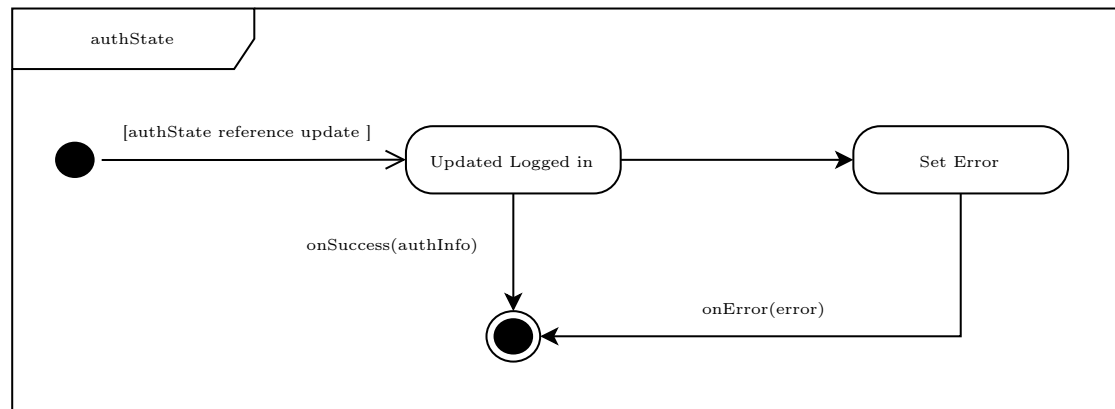 authState
[authState reference update ]
Updated Logged in
Set Error
onSuccess(authInfo)
onError(error)